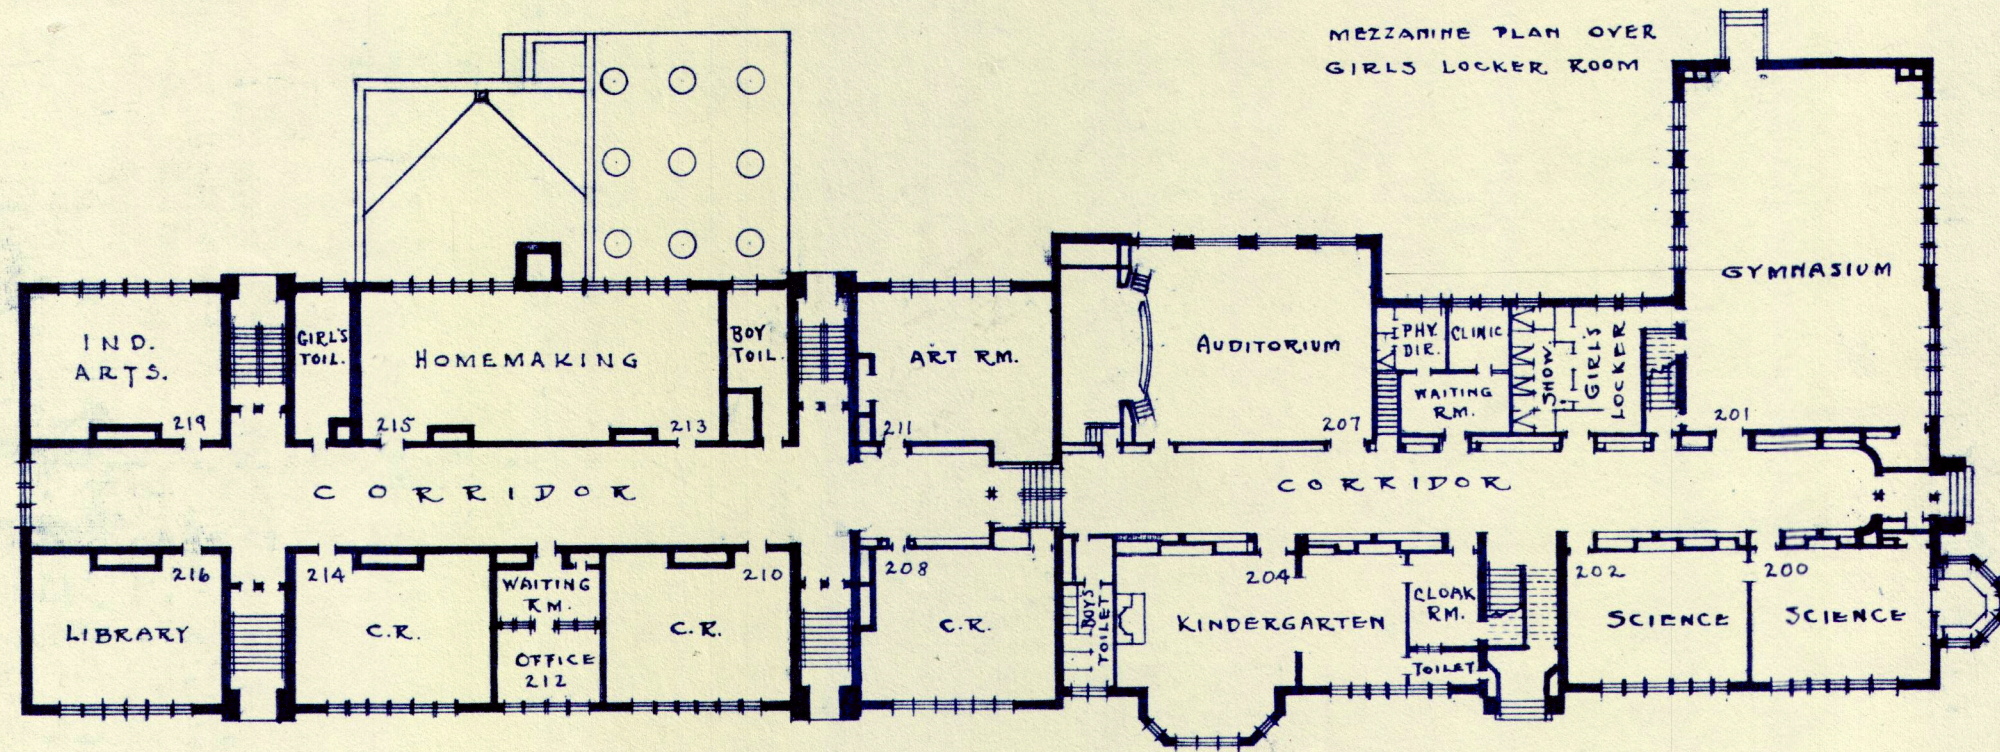 MEZZANINE PLAN OVER
GIRLS LOCKER ROOM
GYMNASIUM
201
IND.
ARTS.
219
GIRL'S
TOIL.
HOMEMAKING
215
213
BOY
TOIL.
ART RM.
211
AUDITORIUM
207
PHY.
DIR.
CLINIC
WAITING
RM.
SHOW.
GIRL'S
LOCKER
CORRIDOR
CORRIDOR
216
LIBRARY
214
C.R.
WAITING
RM.
OFFICE
212
210
C.R.
208
C.R.
BOYS
TOILET
204
KINDERGARTEN
CLOAK
RM.
TOILET
202
SCIENCE
200
SCIENCE